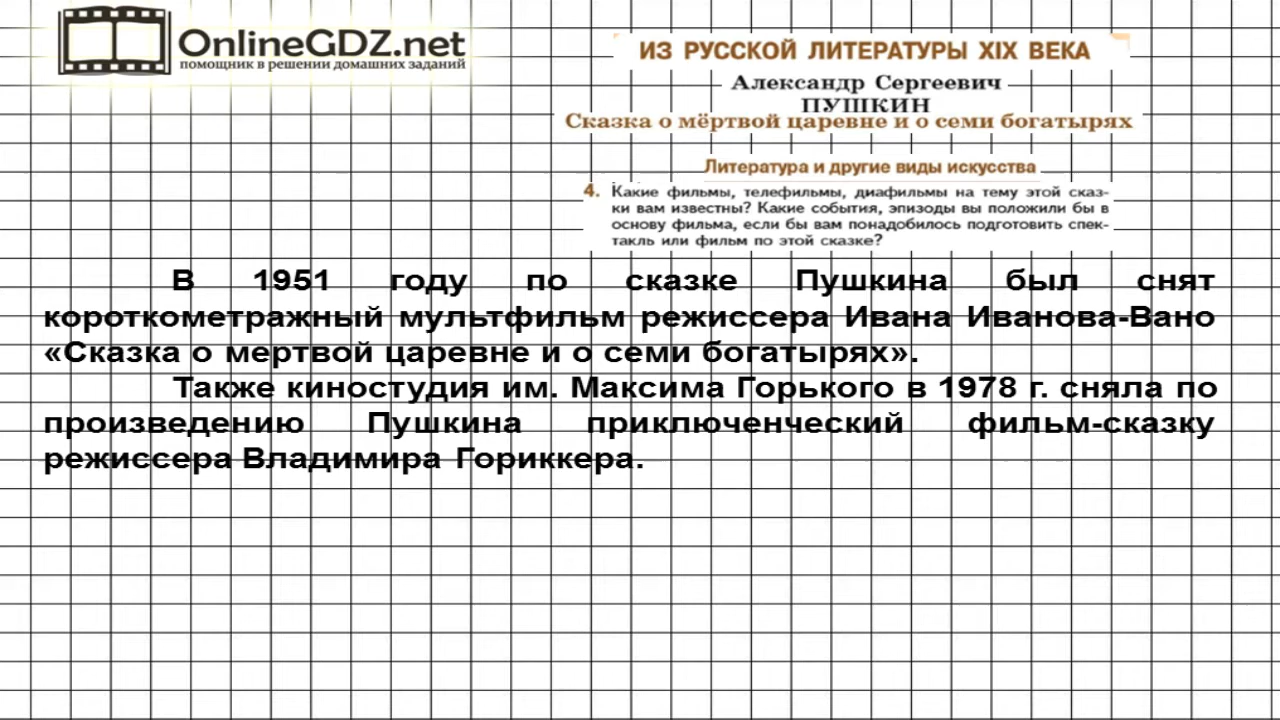 OnlineGDZ.net
помощник в решении домашних заданий
ИЗ РУССКОЙ ЛИТЕРАТУРЫ XIX ВЕКА
Александр Сергеевич
ПУШКИН
Сказка о мёртвой царевне и о семи богатырях
Литература и другие виды искусства
4. Какие фильмы, телефильмы, диафильмы на тему этой сказ-
ки вам известны? Какие события, эпизоды вы положили бы в
основу фильма, если бы вам понадобилось подготовить спек-
такль или фильм по этой сказке?
В 1951 году по сказке Пушкина был снят
короткометражный мультфильм режиссера Ивана Иванова-Вано
«Сказка о мертвой царевне и о семи богатырях».
Также киностудия им. Максима Горького в 1978 г. сняла по
произведению Пушкина приключенческий фильм-сказку
режиссера Владимира Гориккера.